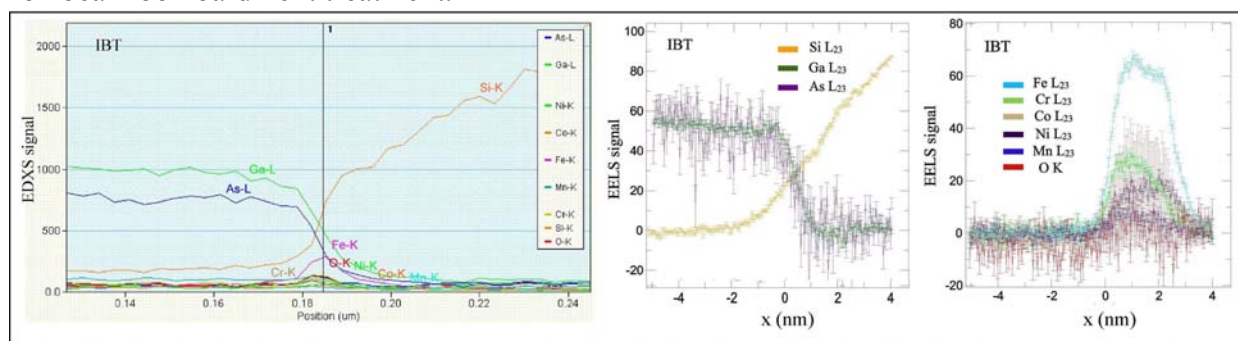 IBT
EDXS signal
2000
1500
1000
500
0.0
0.14
0.16
0.18
0.20
0.22
0.24
Position (um)
1
Si-K
Ga-L
As-L
Fe-K
O-K
Ni-K
Cr-K
Co-K
Mn-K
As-L
Ga-L
Ni-K
Co-K
Fe-K
Mn-K
Cr-K
Si-K
O-K
IBT
EELS signal
100
80
60
40
20
0
-20
-4
-2
0
2
4
x (nm)
Si L23
Ga L23
As L23
IBT
EELS signal
80
60
40
20
0
-20
-4
-2
0
2
4
x (nm)
Fe L23
Cr L23
Co L23
Ni L23
Mn L23
O K